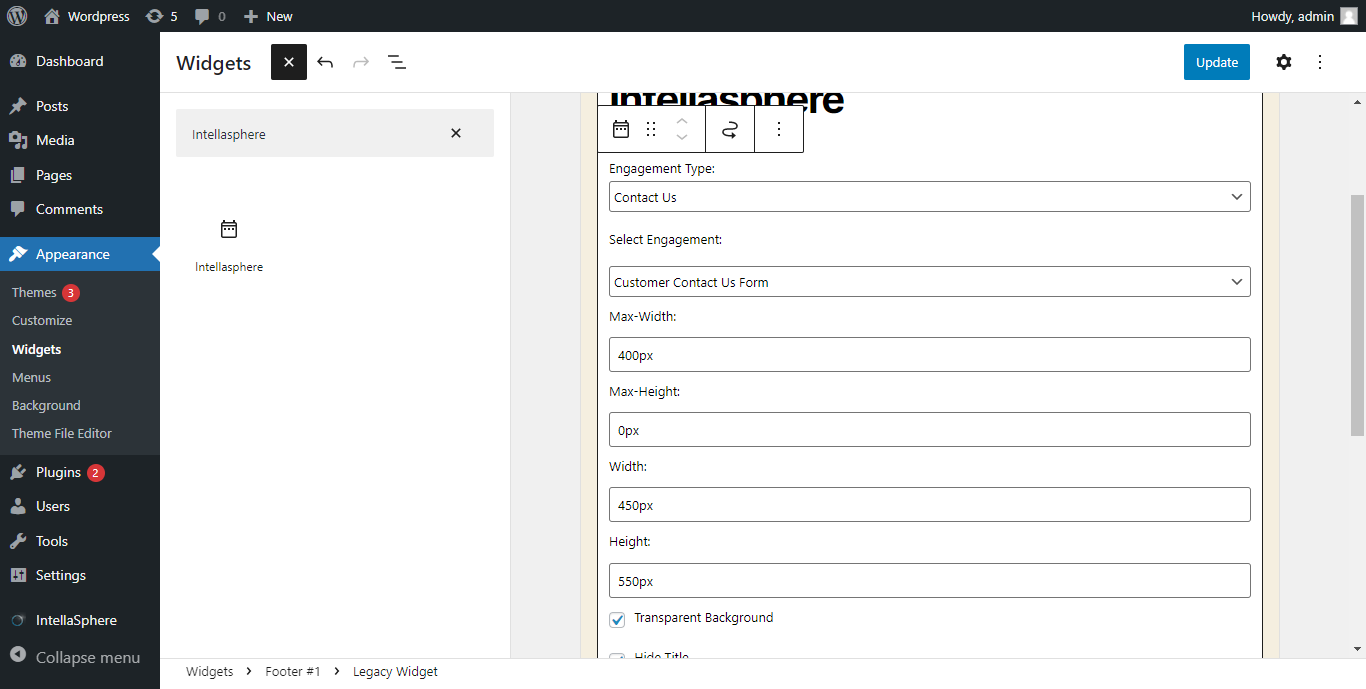 Wordpress
5
0
New
Howdy, admin
Dashboard
Posts
Media
Pages
Comments
Appearance
Themes 3
Customize
Widgets
Menus
Background
Theme File Editor
Plugins 2
Users
Tools
Settings
IntellaSphere
Collapse menu
Widgets
Update
Intellasphere
Intellasphere
Intellasphere
Engagement Type:
Contact Us
Select Engagement:
Customer Contact Us Form
Max-Width:
400px
Max-Height:
0px
Width:
450px
Height:
550px
Transparent Background
Hide Title
Widgets > Footer #1 > Legacy Widget